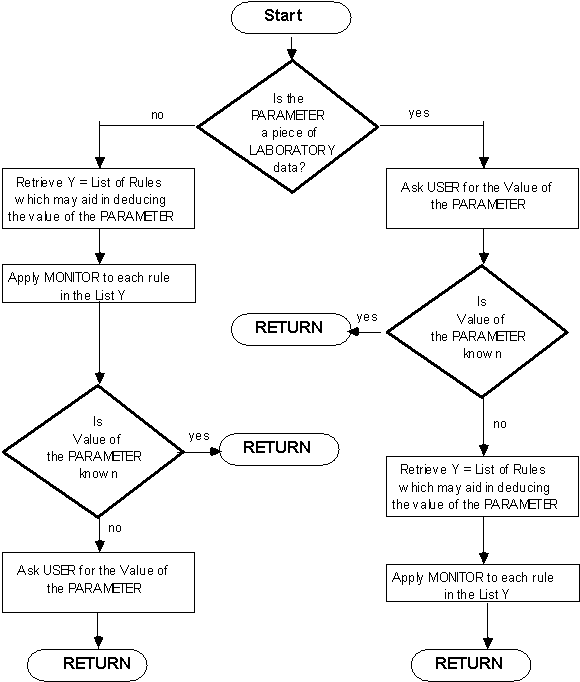 Start
Is the
PARAMETER
a piece of
LABORATORY
data?
no
yes
Retrieve Y = List of Rules
which may aid in deducing
the value of the PARAMETER
Apply MONITOR to each rule
in the List Y
Is
Value of
the PARAMETER
known
yes
RETURN
no
Ask USER for the Value of
the PARAMETER
RETURN
Ask USER for the Value of
the PARAMETER
Is
Value of
the PARAMETER
known
yes
RETURN
no
Retrieve Y = List of Rules
which may aid in deducing
the value of the PARAMETER
Apply MONITOR to each rule
in the List Y
RETURN